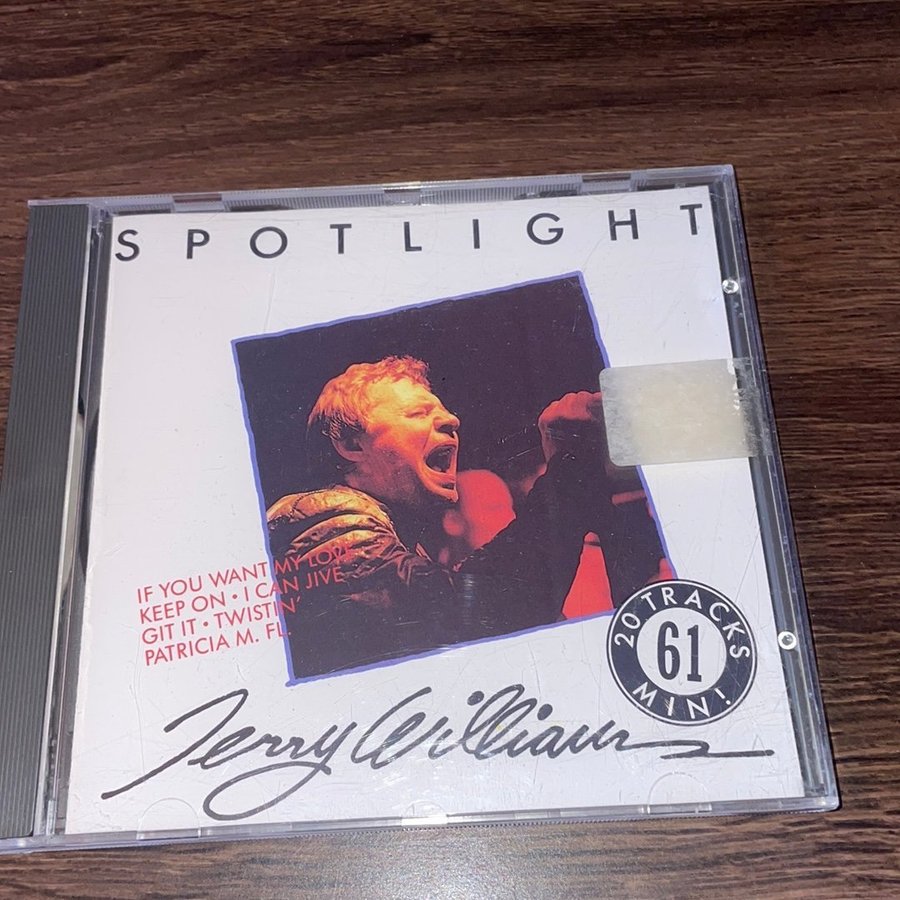 SPOTLIGHT
IF YOU WANT MY LOVE
KEEP ON • I CAN JIVE
GIT IT • TWISTIN'
PATRICIA M. FL.
20 TRACKS
61
MIN
Jerry Williams